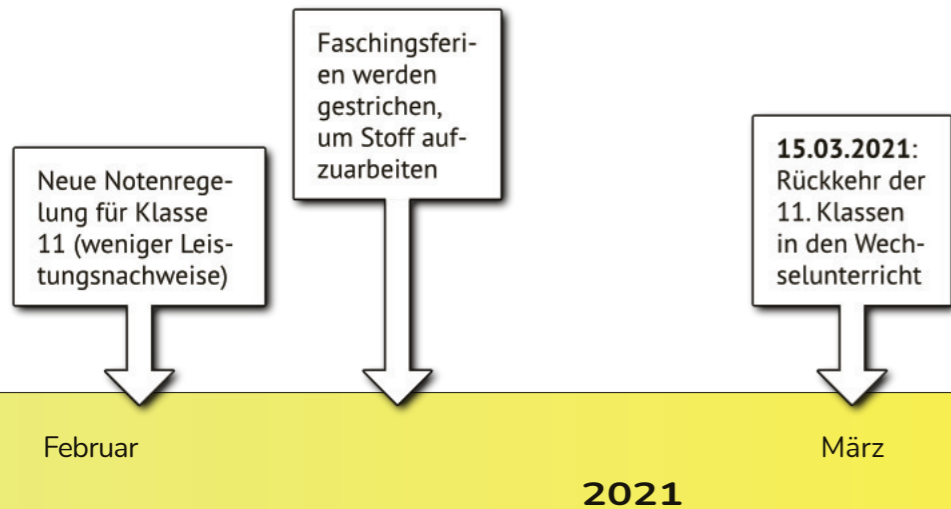 Neue Notenrege-
lung für Klasse
11 (weniger Leis-
tungsnachweise)
Faschingsferi-
en werden
gestrichen,
um Stoff auf-
zuarbeiten
15.03.2021:
Rückkehr der
11. Klassen
in den Wech-
selunterricht
Februar
März
2021